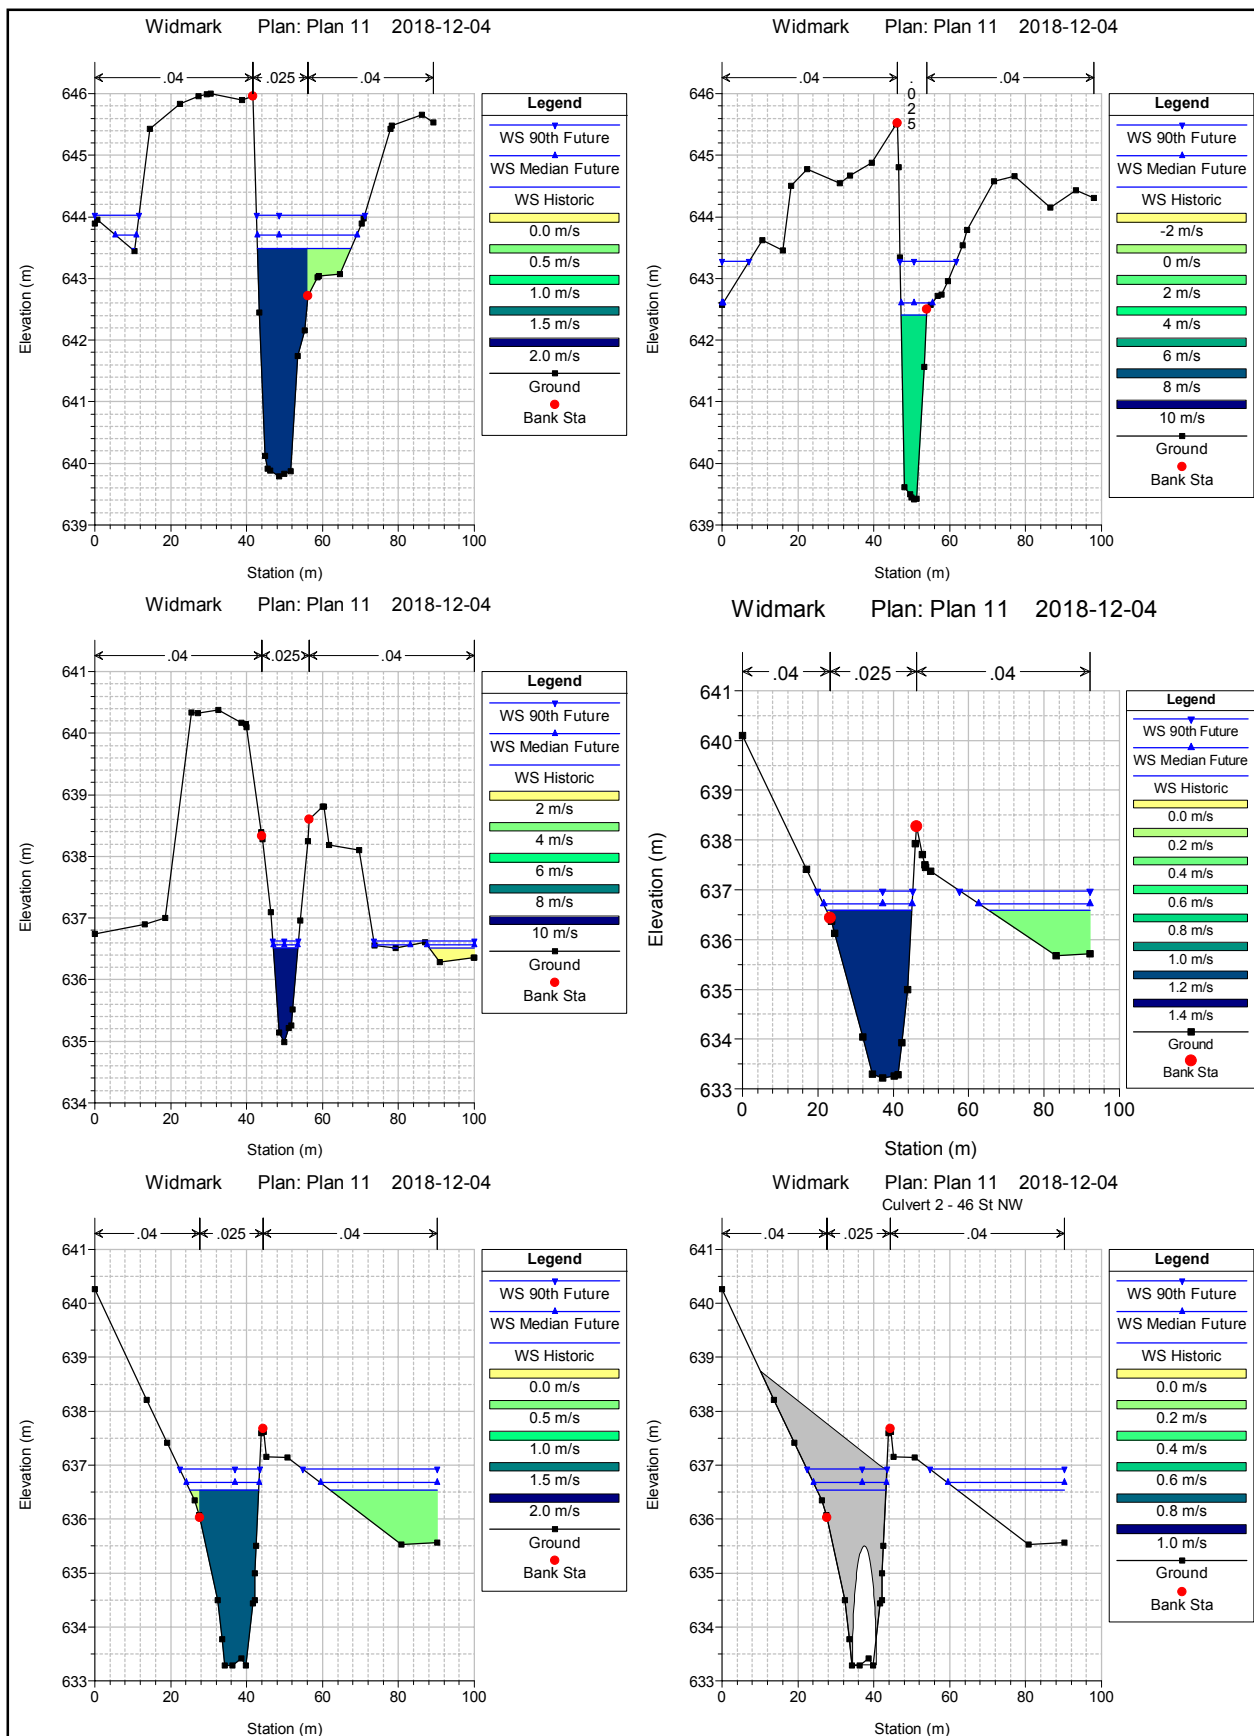 Widmark Plan: Plan 11 2018-12-04
.04 .025 .04
646
645
644
643
642
641
640
639
Elevation (m)
0 20 40 60 80 100
Station (m)
Legend
WS 90th Future
WS Median Future
WS Historic
0.0 m/s
0.5 m/s
1.0 m/s
1.5 m/s
2.0 m/s
Ground
Bank Sta
Widmark Plan: Plan 11 2018-12-04
.04 .025 .04
646
645
644
643
642
641
640
639
Elevation (m)
0 20 40 60 80 100
Station (m)
Legend
WS 90th Future
WS Median Future
WS Historic
-2 m/s
0 m/s
2 m/s
4 m/s
6 m/s
8 m/s
10 m/s
Ground
Bank Sta
Widmark Plan: Plan 11 2018-12-04
.04 .025 .04
641
640
639
638
637
636
635
634
Elevation (m)
0 20 40 60 80 100
Station (m)
Legend
WS 90th Future
WS Median Future
WS Historic
2 m/s
4 m/s
6 m/s
8 m/s
10 m/s
Ground
Bank Sta
Widmark Plan: Plan 11 2018-12-04
.04 .025 .04
641
640
639
638
637
636
635
634
633
Elevation (m)
0 20 40 60 80 100
Station (m)
Legend
WS 90th Future
WS Median Future
WS Historic
0.0 m/s
0.2 m/s
0.4 m/s
0.6 m/s
0.8 m/s
1.0 m/s
1.2 m/s
1.4 m/s
Ground
Bank Sta
Widmark Plan: Plan 11 2018-12-04
.04 .025 .04
641
640
639
638
637
636
635
634
633
Elevation (m)
0 20 40 60 80 100
Station (m)
Legend
WS 90th Future
WS Median Future
WS Historic
0.0 m/s
0.5 m/s
1.0 m/s
1.5 m/s
2.0 m/s
Ground
Bank Sta
Widmark Plan: Plan 11 2018-12-04
Culvert 2 - 46 St NW
.04 .025 .04
641
640
639
638
637
636
635
634
633
Elevation (m)
0 20 40 60 80 100
Station (m)
Legend
WS 90th Future
WS Median Future
WS Historic
0.0 m/s
0.2 m/s
0.4 m/s
0.6 m/s
0.8 m/s
1.0 m/s
Ground
Bank Sta